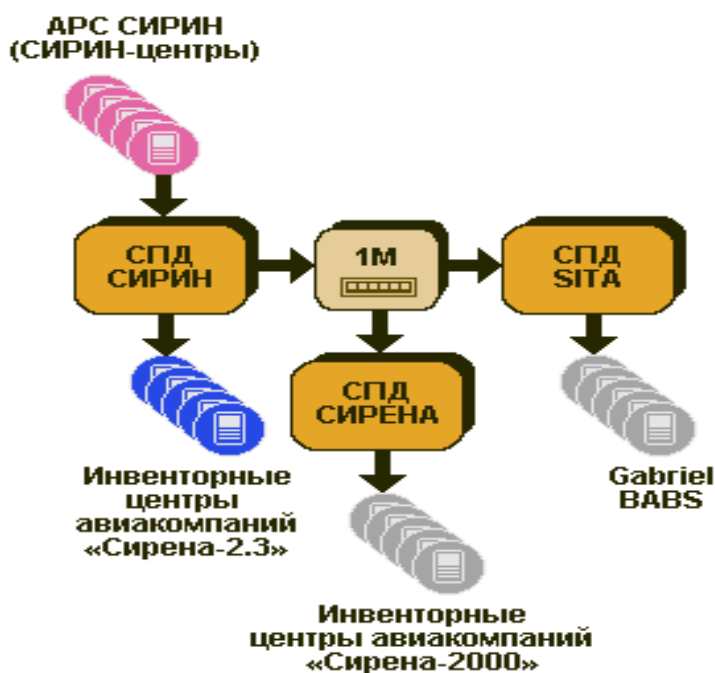 АРС СИРИН
(СИРИН-центры)
СПД
СИРИН
1М
СПД
SITA
СПД
СИРЕНА
Инвенторные
центры
авиакомпаний
«Сирена-2.3»
Gabriel
BABS
Инвенторные
центры авиакомпаний
«Сирена-2000»